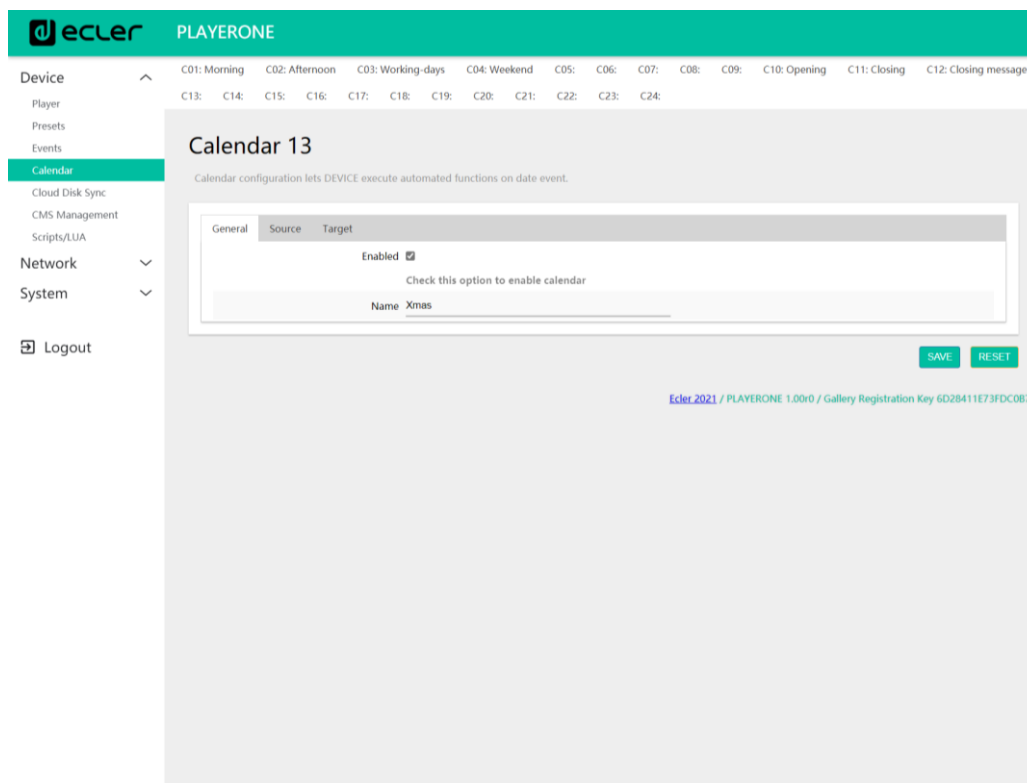 ecler PLAYERONE
Device
Player
Presets
Events
Calendar
Cloud Disk Sync
CMS Management
Scripts/LUA
Network
System
Logout
C01: Morning C02: Afternoon C03: Working-days C04: Weekend C05: C06: C07: C08: C09: C10: Opening C11: Closing C12: Closing message
C13: C14: C15: C16: C17: C18: C19: C20: C21: C22: C23: C24:
Calendar 13
Calendar configuration lets DEVICE execute automated functions on date event.
General Source Target
Enabled
Check this option to enable calendar
Name Xmas
SAVE RESET
Ecler 2021 / PLAYERONE 1.00r0 / Gallery Registration Key